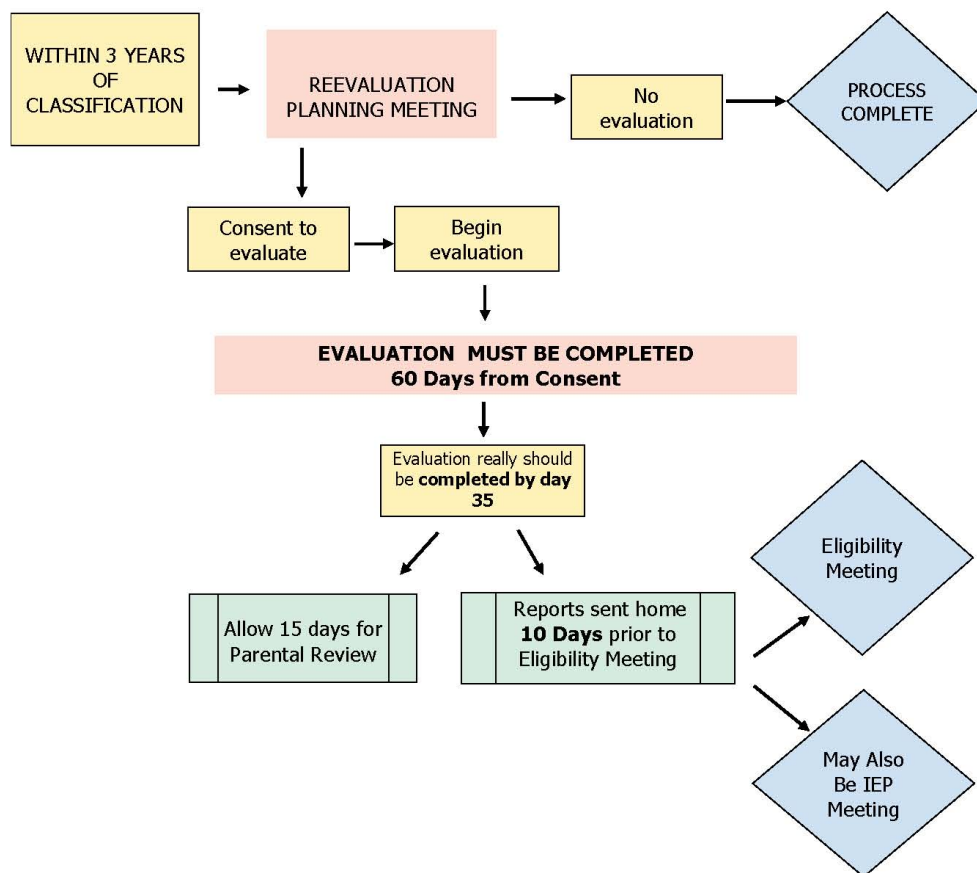 WITHIN 3 YEARS
OF
CLASSIFICATION
REEVALUATION
PLANNING MEETING
No
evaluation
PROCESS
COMPLETE
Consent to
evaluate
Begin
evaluation
EVALUATION MUST BE COMPLETED
60 Days from Consent
Evaluation really should
be completed by day
35
Allow 15 days for
Parental Review
Reports sent home
10 Days prior to
Eligibility Meeting
Eligibility
Meeting
May Also
Be IEP
Meeting